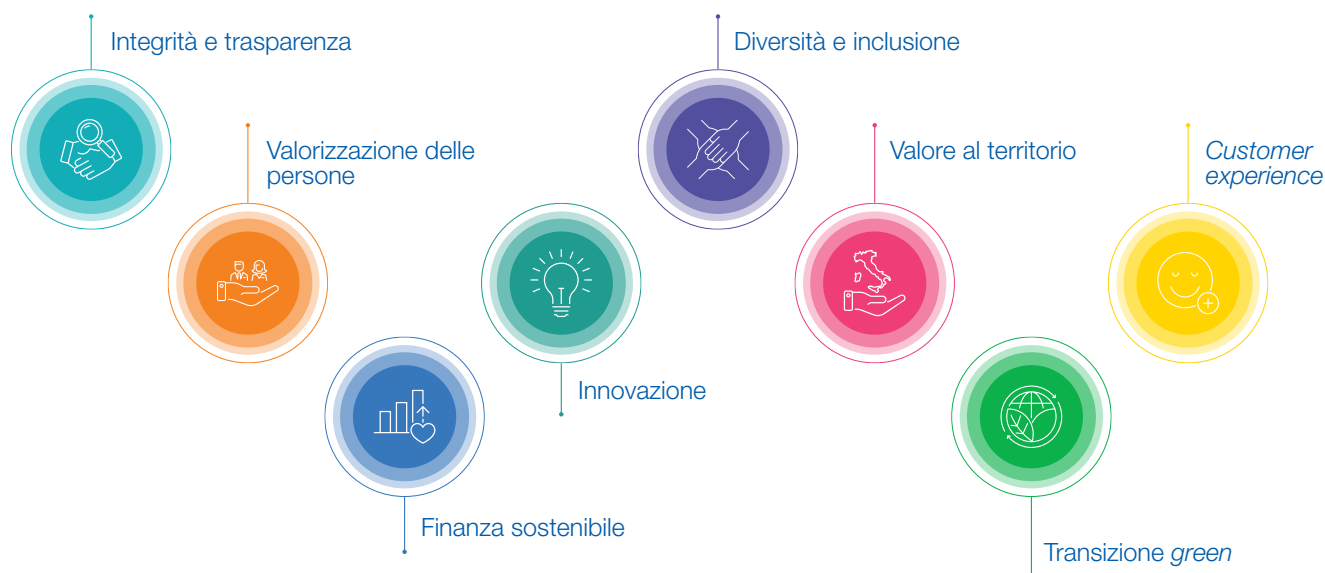 Integrità e trasparenza
Diversità e inclusione
Valorizzazione delle
persone
Valore al territorio
Customer
experience
Innovazione
Finanza sostenibile
Transizione green